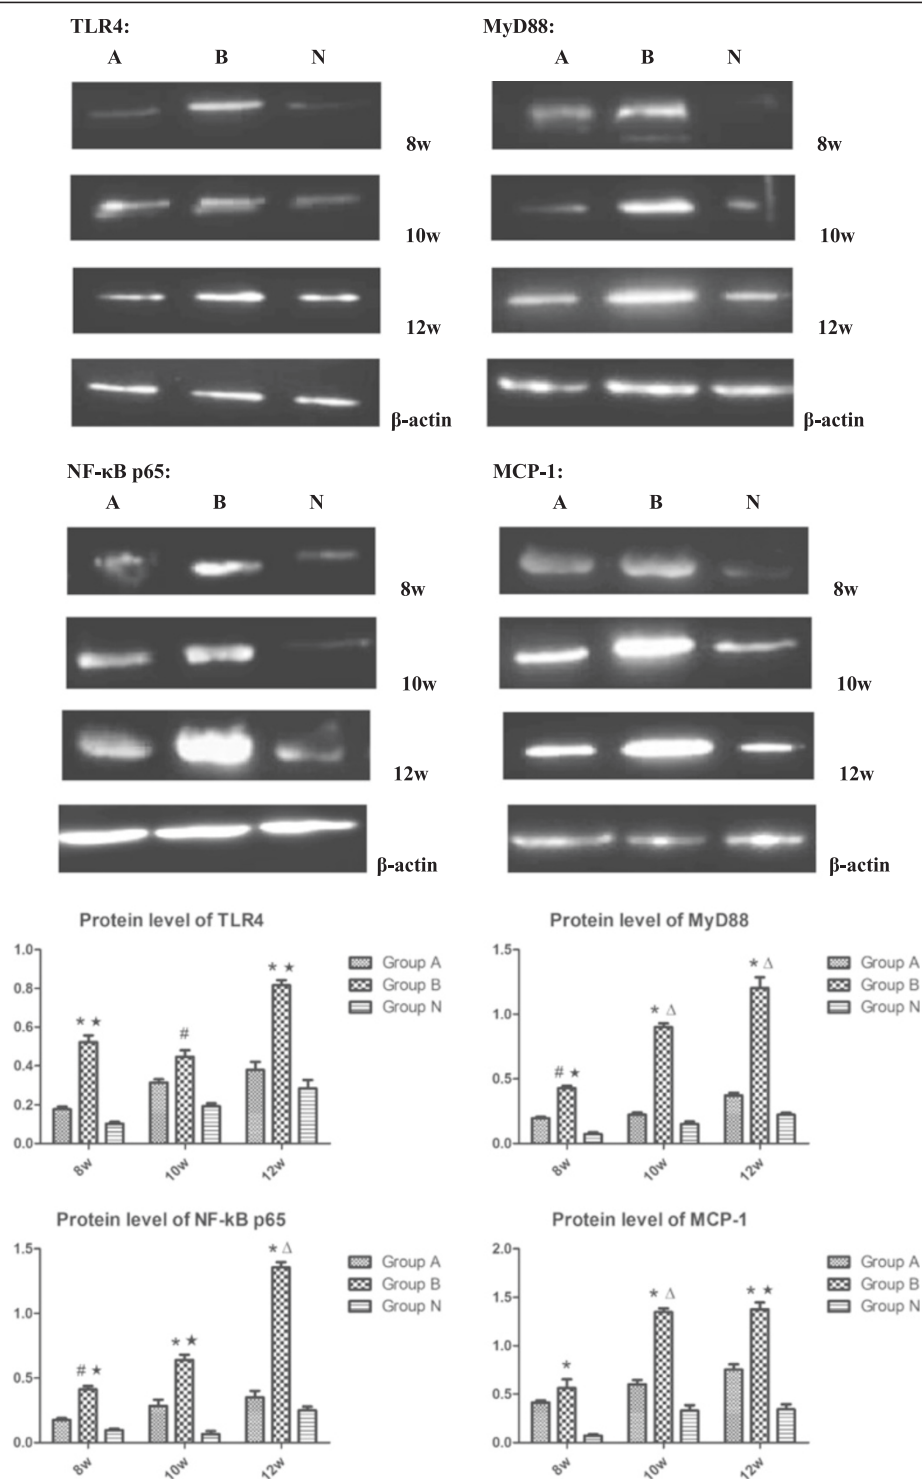 TLR4:
A B N
8w
10w
12w
β-actin
MyD88:
A B N
8w
10w
12w
β-actin
NF-κB p65:
A B N
8w
10w
12w
β-actin
MCP-1:
A B N
8w
10w
12w
β-actin
Protein level of TLR4
1.0
0.8
0.6
0.4
0.2
0.0
* ★
#
* ★
8w 10w 12w
Group A
Group B
Group N
Protein level of MyD88
1.5
1.0
0.5
0.0
# ★
* Δ
* Δ
8w 10w 12w
Group A
Group B
Group N
Protein level of NF-kB p65
1.5
1.0
0.5
0.0
# ★
* ★
* Δ
8w 10w 12w
Group A
Group B
Group N
Protein level of MCP-1
2.0
1.5
1.0
0.5
0.0
*
* Δ
* ★
8w 10w 12w
Group A
Group B
Group N